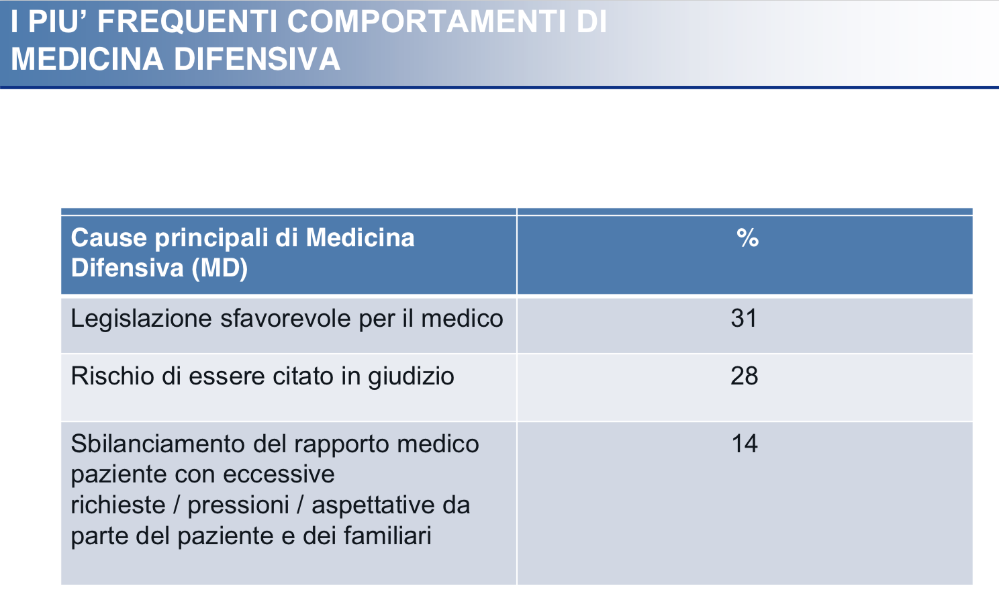 I PIU’ FREQUENTI COMPORTAMENTI DI
MEDICINA DIFENSIVA
Cause principali di Medicina
Difensiva (MD)
%
Legislazione sfavorevole per il medico
31
Rischio di essere citato in giudizio
28
Sbilanciamento del rapporto medico
14
paziente con eccessive
richieste / pressioni / aspettative da
parte del paziente e dei familiari